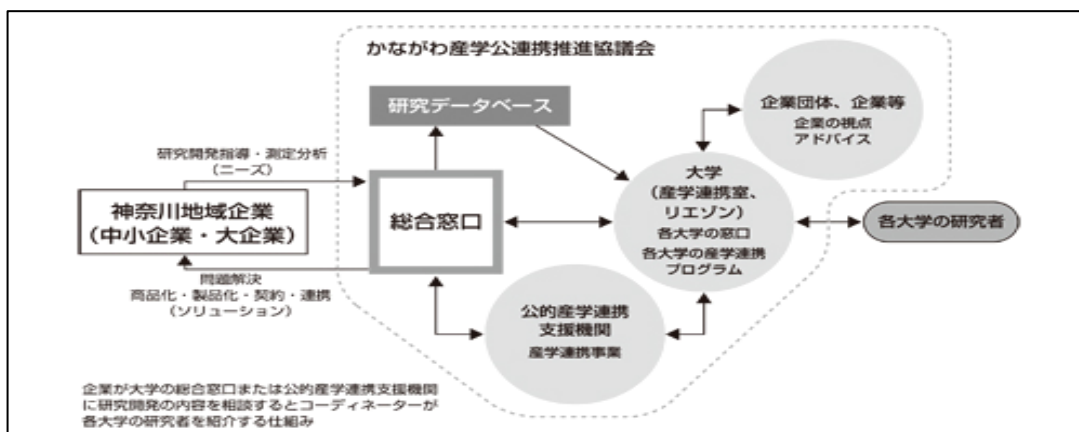 かながわ産学公連携推進協議会
研究データベース
企業団体、企業等
企業の視点
アドバイス
研究開発指導・測定分析
(ニーズ)
神奈川地域企業
(中小企業・大企業)
総合窓口
大学
(産学連携室、
リエゾン)
各大学の窓口
各大学の産学連携
プログラム
各大学の研究者
問題解決
商品化・製品化・契約・連携
(ソリューション)
公的産学連携
支援機関
産学連携事業
企業が大学の総合窓口または公的産学連携支援機関
に研究開発の内容を相談するとコーディネーターが
各大学の研究者を紹介する仕組み